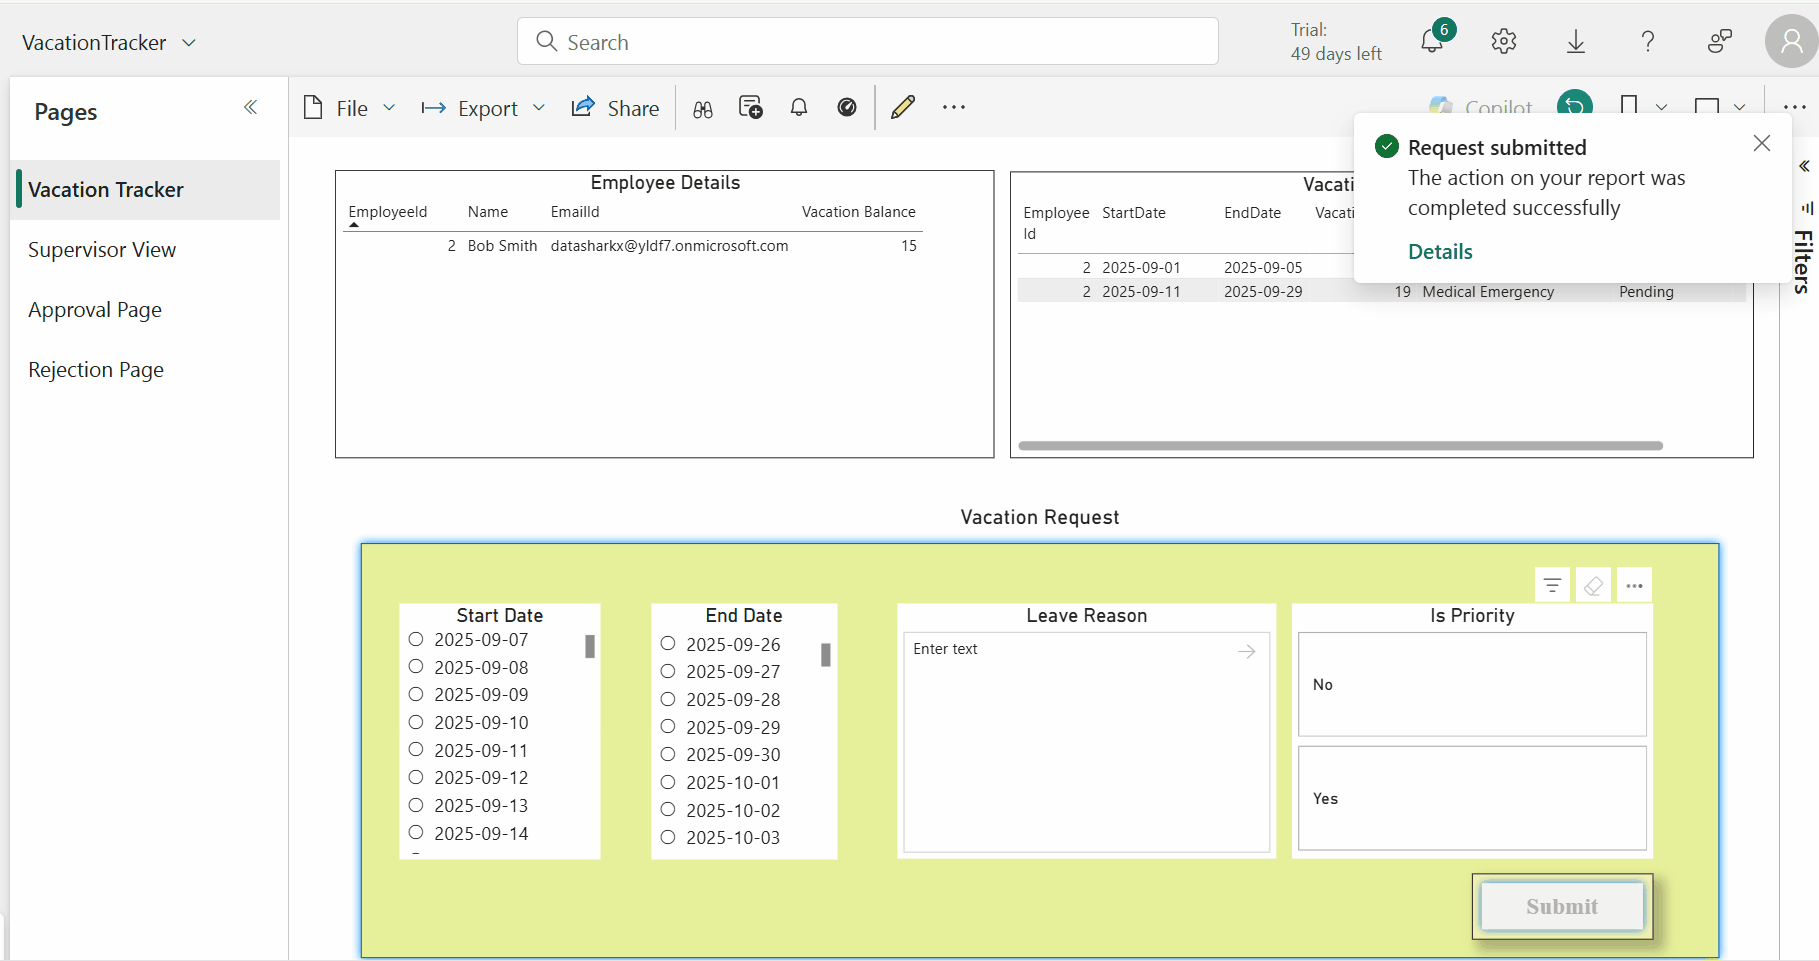 VacationTracker
Search
Trial:
49 days left
6
Pages
File
Export
Share
Copilot
Request submitted
The action on your report was
completed successfully
Details
Filters
Vacation Tracker
Supervisor View
Approval Page
Rejection Page
Employee Details
EmployeeId Name EmailId Vacation Balance
2 Bob Smith datasharkx@yldf7.onmicrosoft.com 15
Vacati
Employee StartDate EndDate Vacati
Id
2 2025-09-01 2025-09-05
2 2025-09-11 2025-09-29 19 Medical Emergency Pending
Vacation Request
Start Date
2025-09-07
2025-09-08
2025-09-09
2025-09-10
2025-09-11
2025-09-12
2025-09-13
2025-09-14
End Date
2025-09-26
2025-09-27
2025-09-28
2025-09-29
2025-09-30
2025-10-01
2025-10-02
2025-10-03
Leave Reason
Enter text
Is Priority
No
Yes
Submit